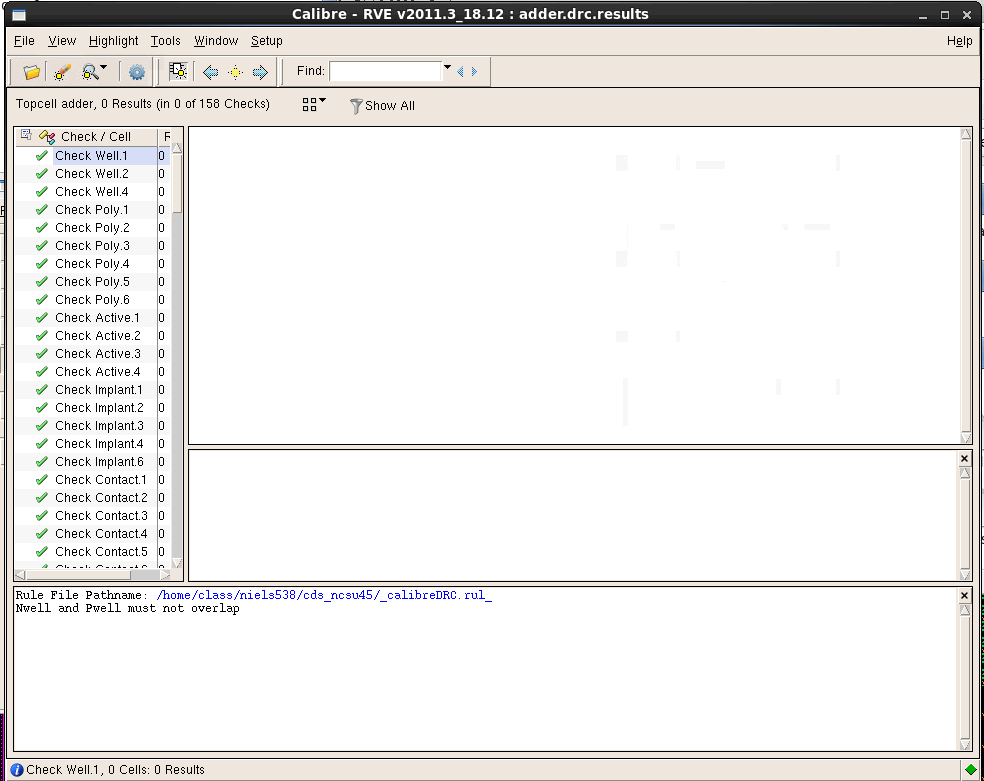 Calibre - RVE v2011.3_18.12 : adder.drc.results
File View Highlight Tools Window Setup Help
Find:
Topcell adder, 0 Results (in 0 of 158 Checks) Show All
Check / Cell R
Check Well.1 0
Check Well.2 0
Check Well.4 0
Check Poly.1 0
Check Poly.2 0
Check Poly.3 0
Check Poly.4 0
Check Poly.5 0
Check Poly.6 0
Check Active.1 0
Check Active.2 0
Check Active.3 0
Check Active.4 0
Check Implant.1 0
Check Implant.2 0
Check Implant.3 0
Check Implant.4 0
Check Implant.6 0
Check Contact.1 0
Check Contact.2 0
Check Contact.3 0
Check Contact.4 0
Check Contact.5 0
Rule File Pathname: /home/class/niels538/cds_ncsu45/_calibreDRC.rul_
Nwell and Pwell must not overlap
Check Well.1, 0 Cells: 0 Results